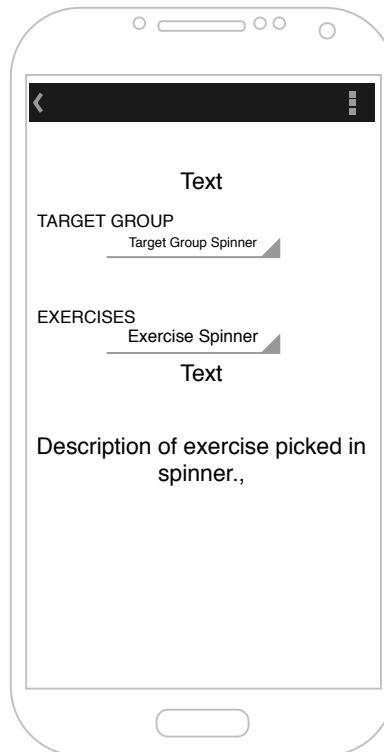 Text
TARGET GROUP
Target Group Spinner
EXERCISES
Exercise Spinner
Text
Description of exercise picked in
spinner.,